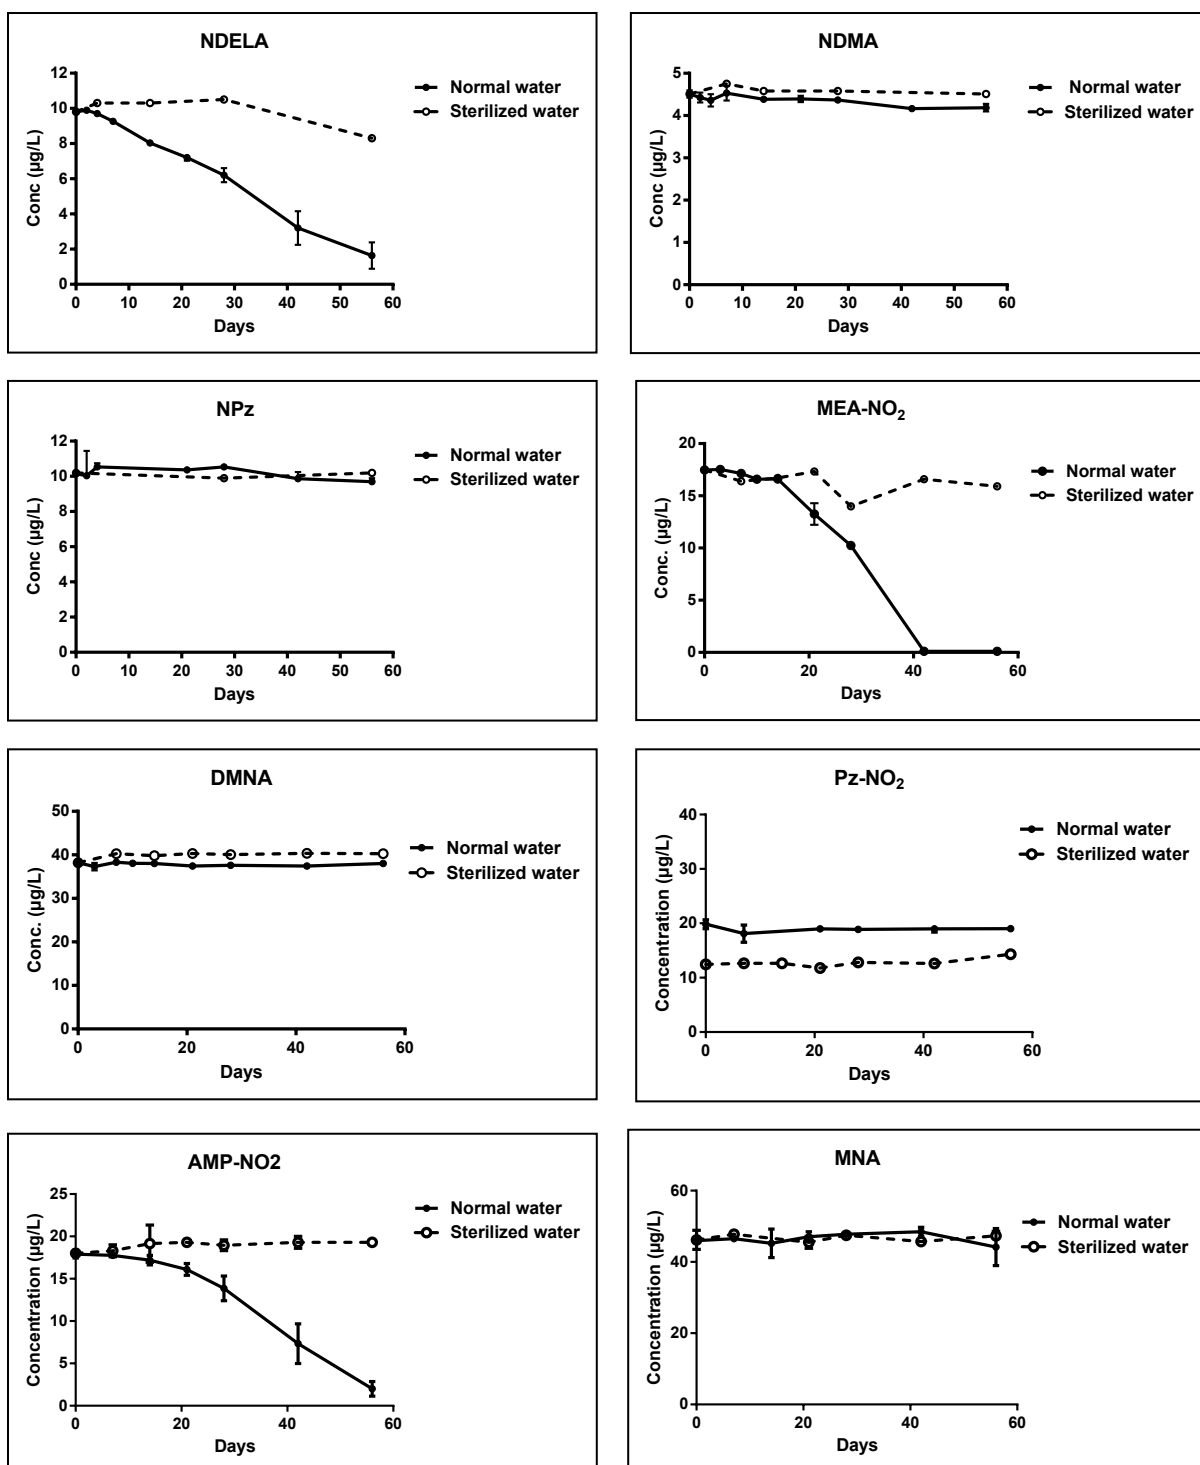 NDELA
12
10
8
6
4
2
0
Conc (µg/L)
0 10 20 30 40 50 60
Days
Normal water
Sterilized water
NDMA
5
4
4
2
1
0
Conc (µg/L)
0 10 20 30 40 50 60
Days
Normal water
Sterilized water
NPz
12
10
8
6
4
2
0
Conc (µg/L)
0 10 20 30 40 50 60
Days
Normal water
Sterilized water
MEA-NO₂
20
15
10
5
0
Conc. (µg/L)
0 20 40 60
Days
Normal water
Sterilized water
DMNA
50
40
30
20
10
0
Conc. (µg/L)
0 20 40 60
Days
Normal water
Sterilized water
Pz-NO₂
40
30
20
10
0
Concentration (µg/L)
0 20 40 60
Days
Normal water
Sterilized water
AMP-NO2
25
20
15
10
5
0
Concentration (µg/L)
0 20 40 60
Days
Normal water
Sterilized water
MNA
60
40
20
0
Concentration (µg/L)
0 20 40 60
Days
Normal water
Sterilized water